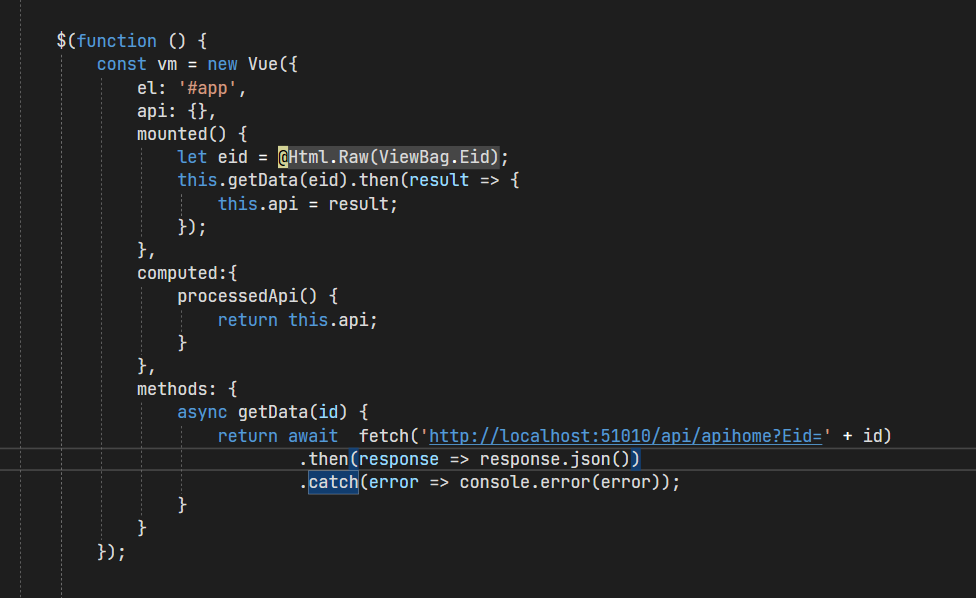 $(function () {
const vm = new Vue({
el: '#app',
api: {},
mounted() {
let eid = @Html.Raw(ViewBag.Eid);
this.getData(eid).then(result => {
this.api = result;
});
},
computed:{
processedApi() {
return this.api;
}
},
methods: {
async getData(id) {
return await  fetch('http://localhost:51010/api/apihome?Eid=' + id)
.then(response => response.json())
.catch(error => console.error(error));
}
}
});